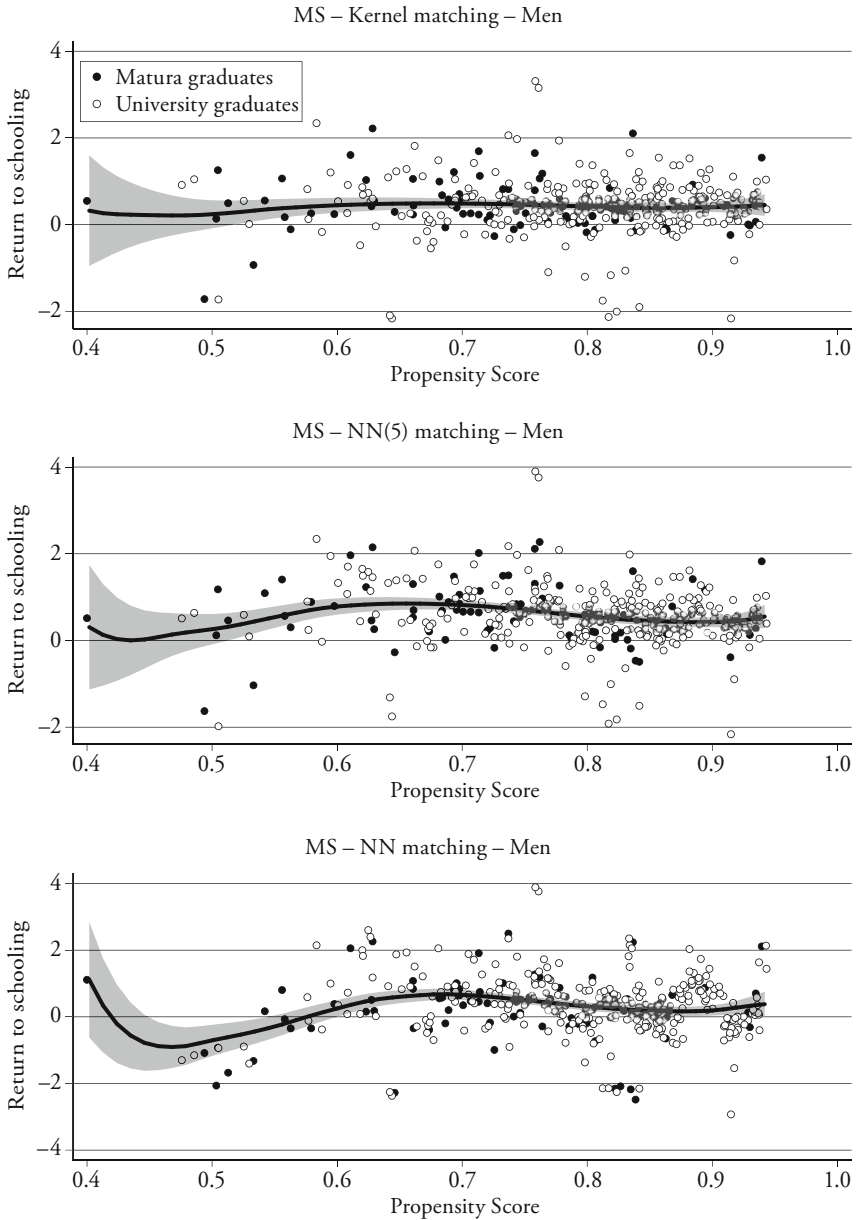 MS – Kernel matching – Men
4
2
0
–2
Return to schooling
Matura graduates
University graduates
0.4 0.5 0.6 0.7 0.8 0.9 1.0
Propensity Score
MS – NN(5) matching – Men
4
2
0
–2
Return to schooling
0.4 0.5 0.6 0.7 0.8 0.9 1.0
Propensity Score
MS – NN matching – Men
4
2
0
–2
–4
Return to schooling
0.4 0.5 0.6 0.7 0.8 0.9 1.0
Propensity Score